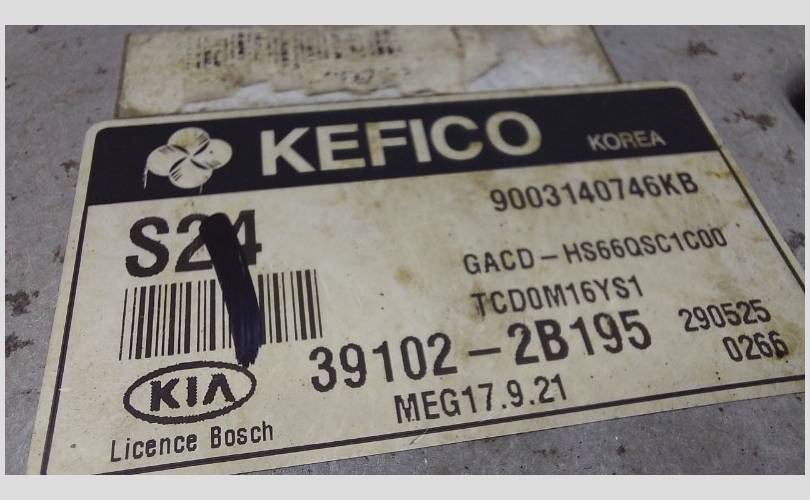 KEFICO KOREA
9003140746KB
S24
GACD-HS66QSC1C00
TCD0M16YS1
39102-2B195
290525
0266
KIA
MEG17.9.21
Licence Bosch